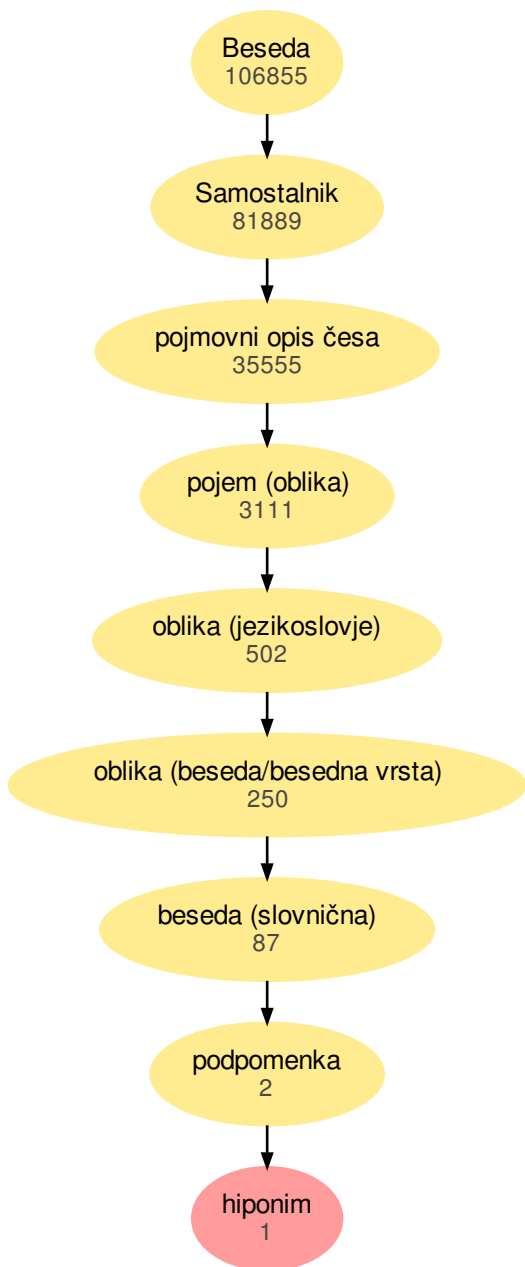 Beseda
106855
Samostalnik
81889
pojmovni opis česa
35555
pojem (oblika)
3111
oblika (jezikoslovje)
502
oblika (beseda/besedna vrsta)
250
beseda (slovnična)
87
podpomenka
2
hiponim
1